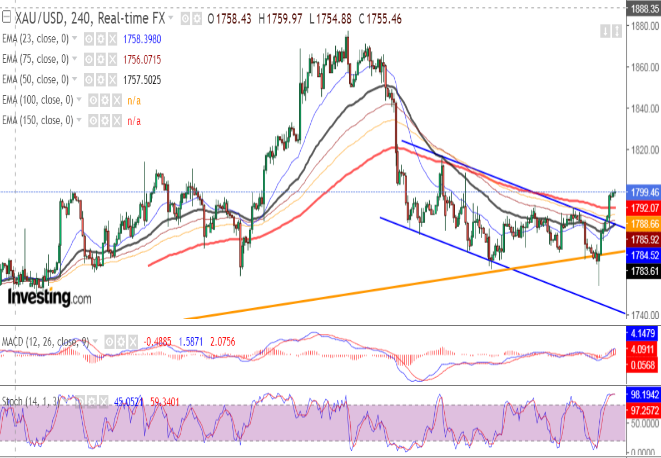 XAU/USD, 240, Real-time FX O1758.43 H1759.97 L1754.88 C1755.46
EMA (23, close, 0) 1758.3980
EMA (75, close, 0) 1756.0715
EMA (50, close, 0) 1757.5025
EMA (100, close, 0) n/a
EMA (150, close, 0) n/a
1888.35
1880.00
1860.00
1840.00
1820.00
1799.46
1792.07
1788.66
1785.92
1784.52
1783.61
1740.00
Investing.com
MACD (12, 26, close, 9) -0.4885 1.5871 2.0756
4.1479
4.0911
0.0568
Stoch (14, 1, 3) 45.0521 59.3401
98.1942
97.2572
50.0000
0.0000